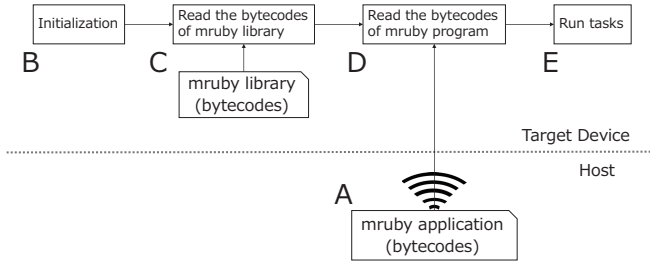 Initialization
Read the bytecodes
of mruby library
Read the bytecodes
of mruby program
Run tasks
B
C
D
E
mruby library
(bytecodes)
Target Device
Host
A
mruby application
(bytecodes)